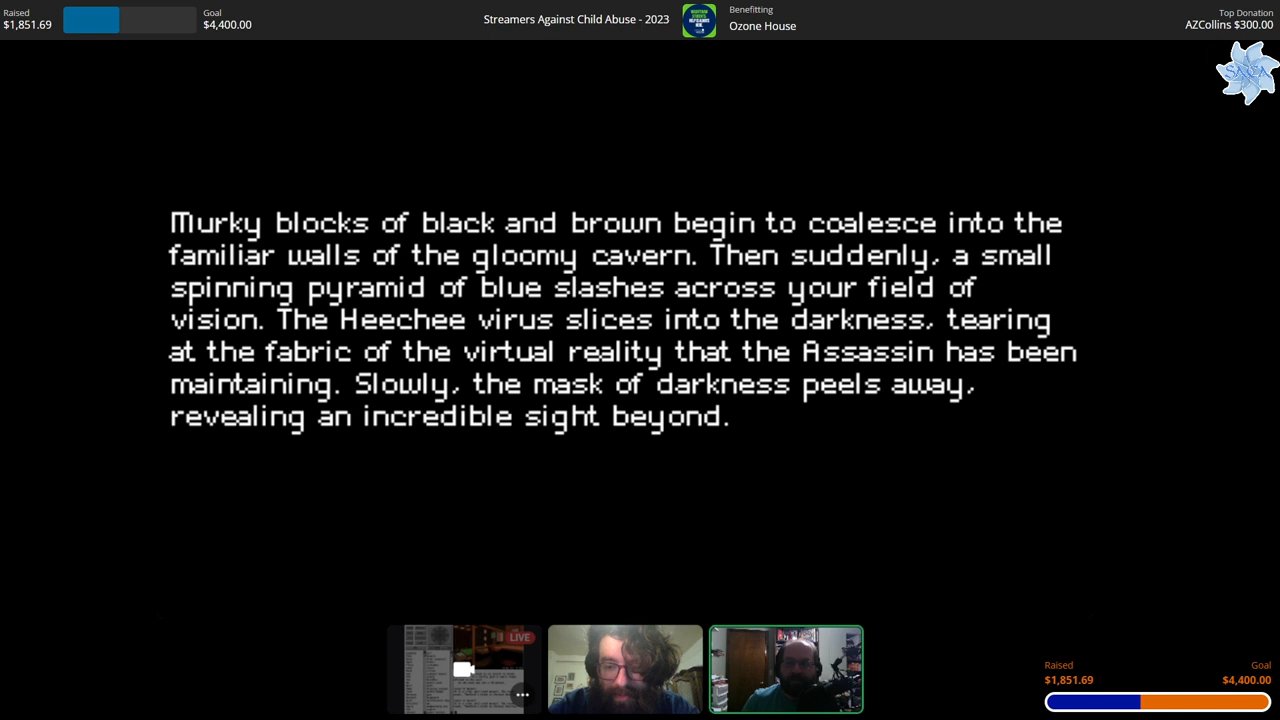 Raised
$1,851.69
Goal
$4,400.00
Streamers Against Child Abuse - 2023
Benefitting
Ozone House
Top Donation
AZCollins $300.00
SACA
Murky blocks of black and brown begin to coalesce into the
familiar walls of the gloomy cavern. Then suddenly, a small
spinning pyramid of blue slashes across your field of
vision. The Heechee virus slices into the darkness, tearing
at the fabric of the virtual reality that the Assassin has been
maintaining. Slowly, the mask of darkness peels away,
revealing an incredible sight beyond.
LIVE
Raised
$1,851.69
Goal
$4,400.00